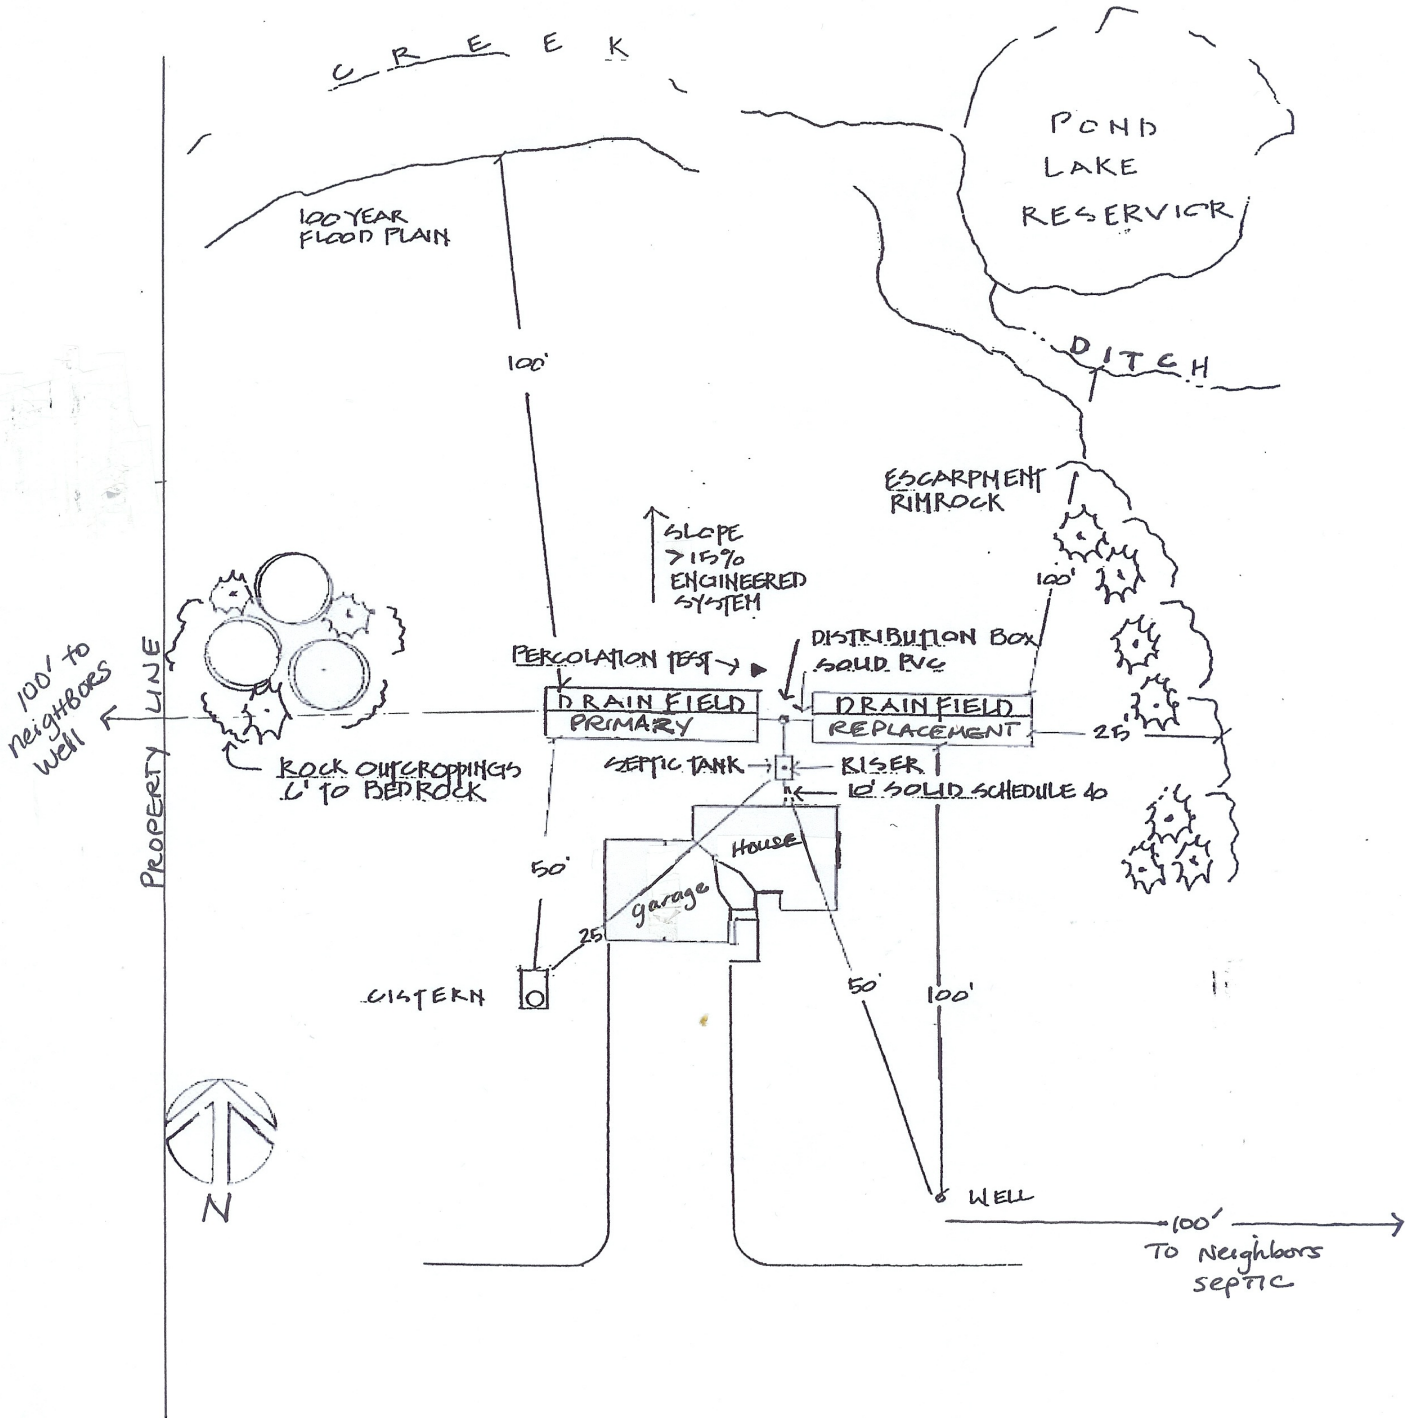 CREEK
POND
LAKE
RESERVIOR
100 YEAR
FLOOD PLAIN
100'
DITCH
ESCARPMENT
RIMROCK
SLOPE
>15%
ENGINEERED
SYSTEM
100'
DISTRIBUTION BOX
SOLID PVC
PERCOLATION TEST
100' TO
NEIGHBORS
WELL
PROPERTY LINE
DRAIN FIELD
PRIMARY
DRAIN FIELD
REPLACEMENT
25'
ROCK OUTCROPPINGS
TO BEDROCK
SEPTIC TANK
RISER
10' SOLID SCHEDULE 40
HOUSE
garage
50'
25
CISTERN
50'
100'
N
WELL
100'
TO Neighbors
SEPTIC